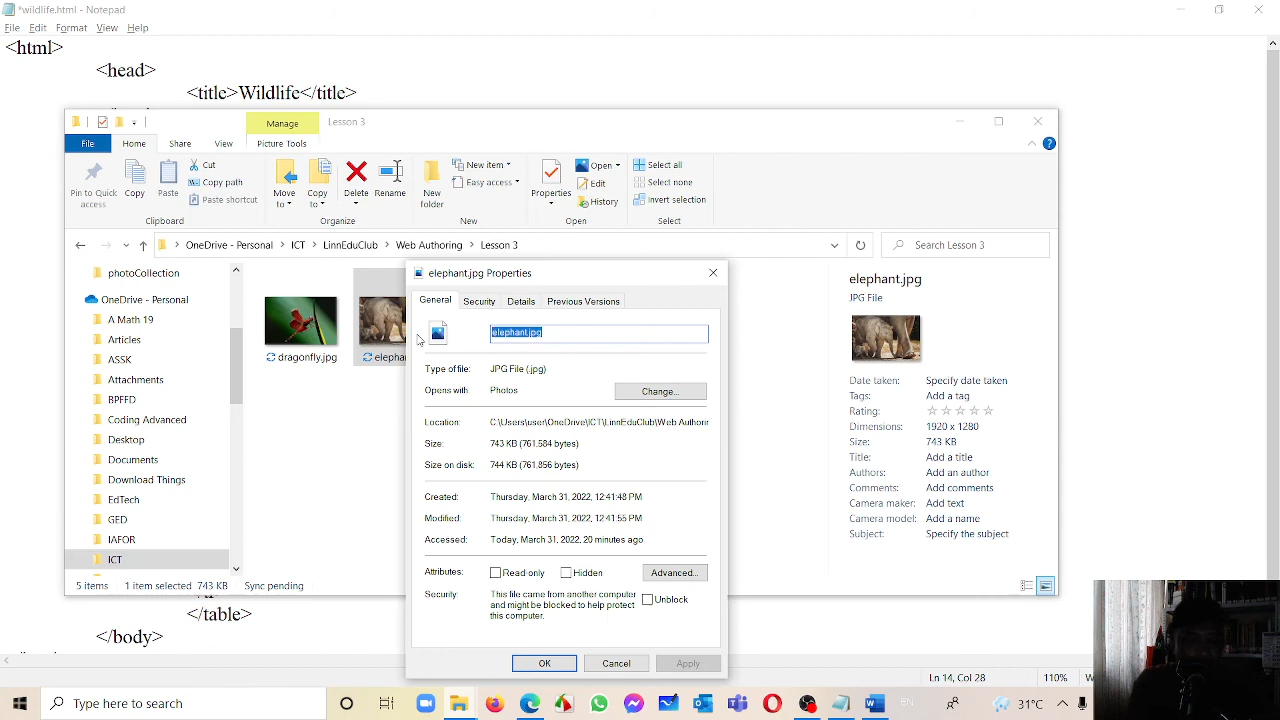 *wildlife.html - Notepad
File Edit Format View Help
<html>
<head>
<title>Wildlife</title>
Manage
Lesson 3
File Home Share View Picture Tools
Pin to Quick access
Copy
Paste
Cut
Copy path
Paste shortcut
Clipboard
Move to
Copy to
Delete
Rename
Organize
New folder
New item
Easy access
New
Properties
Open
Edit
History
Open
Select all
Select none
Invert selection
Select
OneDrive - Personal > ICT > LinnEduClub > Web Authoring > Lesson 3
Search Lesson 3
photoCollection
OneDrive - Personal
A Math 19
Articles
ASSK
Attachments
BPFFD
Coding Advanced
Desktop
Documents
Download Things
EdTech
GED
IAFOR
ICT
dragonfly.jpg
elephan
elephant.jpg Properties
General Security Details Previous Versions
elephant.jpg
Type of file: JPG File (.jpg)
Opens with: Photos
Change...
Location: C:\Users\user\OneDrive\ICT\LinnEduClub\Web Authorin
Size: 743 KB (761,584 bytes)
Size on disk: 744 KB (761,856 bytes)
Created: Thursday, March 31, 2022, 12:41:48 PM
Modified: Thursday, March 31, 2022, 12:41:55 PM
Accessed: Today, March 31, 2022, 20 minutes ago
Attributes: Read-only Hidden Advanced...
Security: This file came from another computer and might be blocked to help protect this computer.
Unblock
OK Cancel Apply
elephant.jpg
JPG File
Date taken: Specify date taken
Tags: Add a tag
Rating:
Dimensions: 1920 x 1280
Size: 743 KB
Title: Add a title
Authors: Add an author
Comments: Add comments
Camera maker: Add text
Camera model: Add a name
Subject: Specify the subject
5 items 1 item selected 743 KB Sync pending
</table>
</body>
Ln 14, Col 28 110% W
Type here to search
ENG
31°C